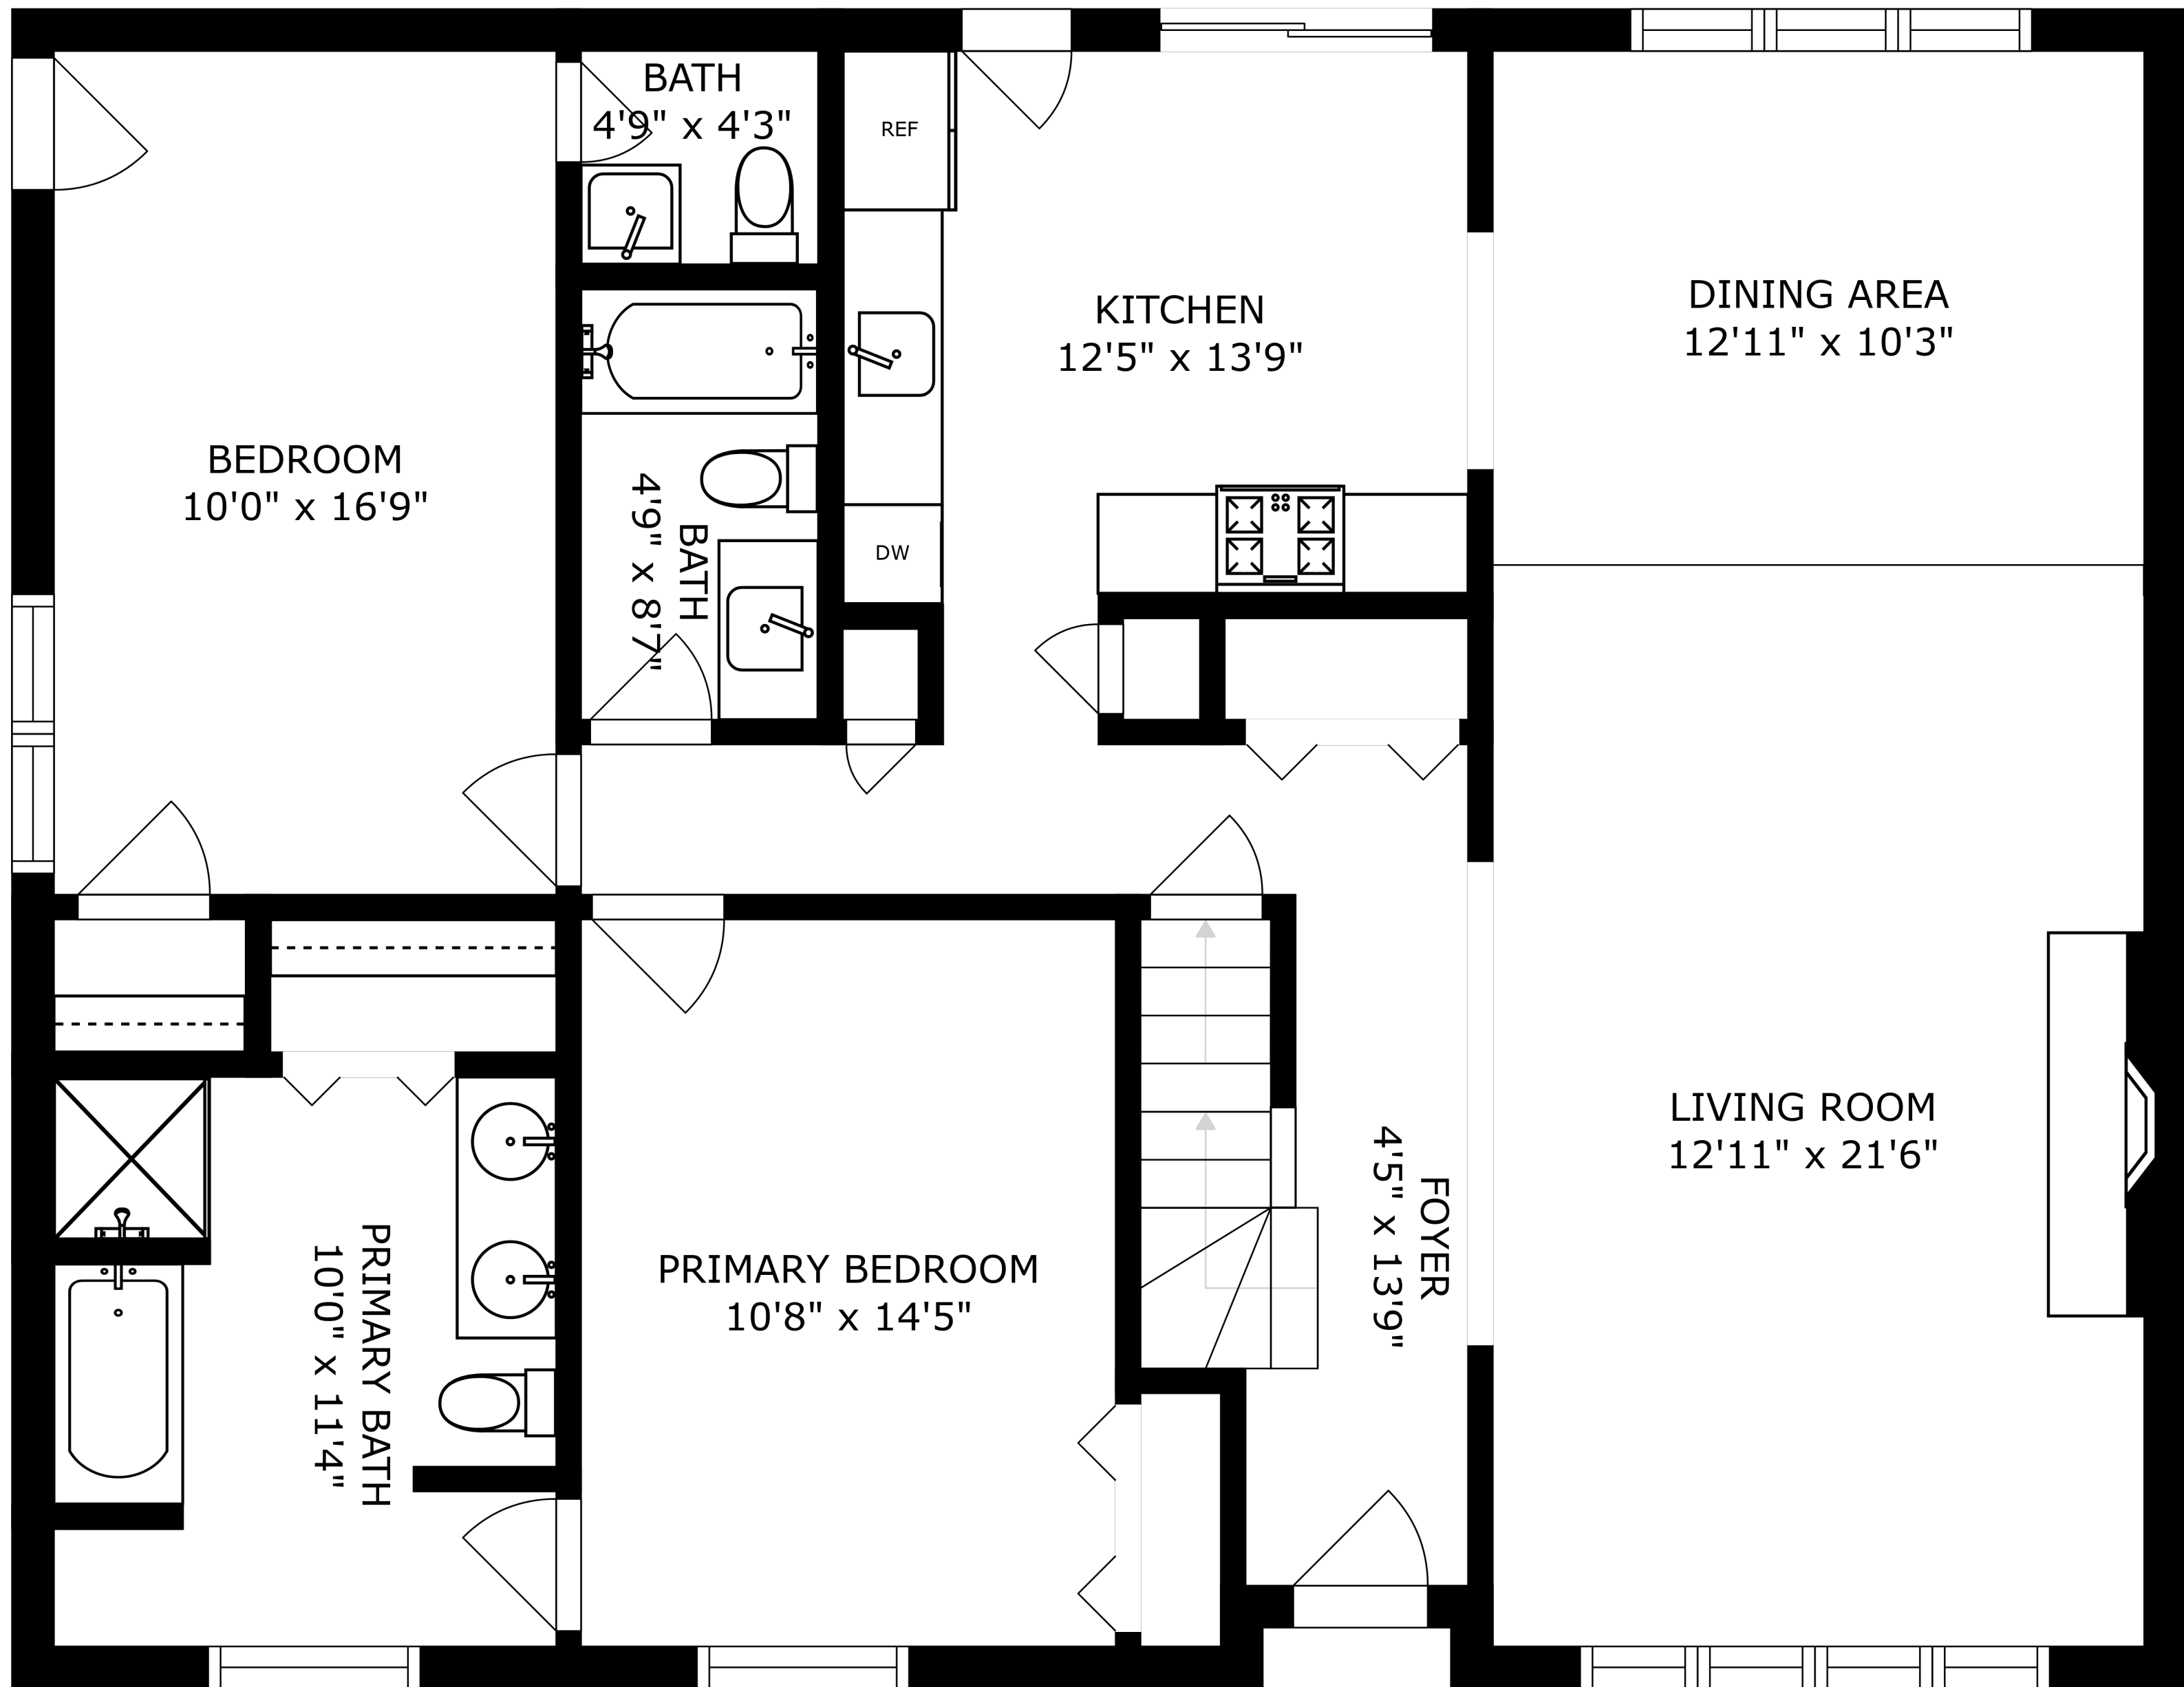 BATH
4'9" x 4'3"
REF
KITCHEN
12'5" x 13'9"
DINING AREA
12'11" x 10'3"
BEDROOM
10'0" x 16'9"
BATH
4'9" x 8'7"
DW
LIVING ROOM
12'11" x 21'6"
FOYER
4'5" x 13'9"
PRIMARY BEDROOM
10'8" x 14'5"
PRIMARY BATH
10'0" x 11'4"